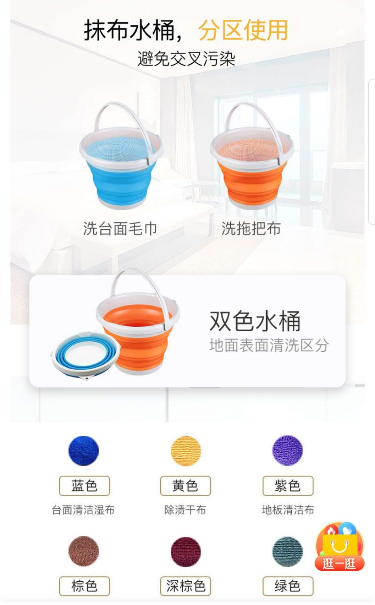 抹布水桶，分区使用
避免交叉污染
洗台面毛巾
洗拖把布
双色水桶
地面表面清洗区分
蓝色
黄色
紫色
台面清洁湿布
除渍干布
地板清洁布
棕色
深棕色
绿色
逛一逛